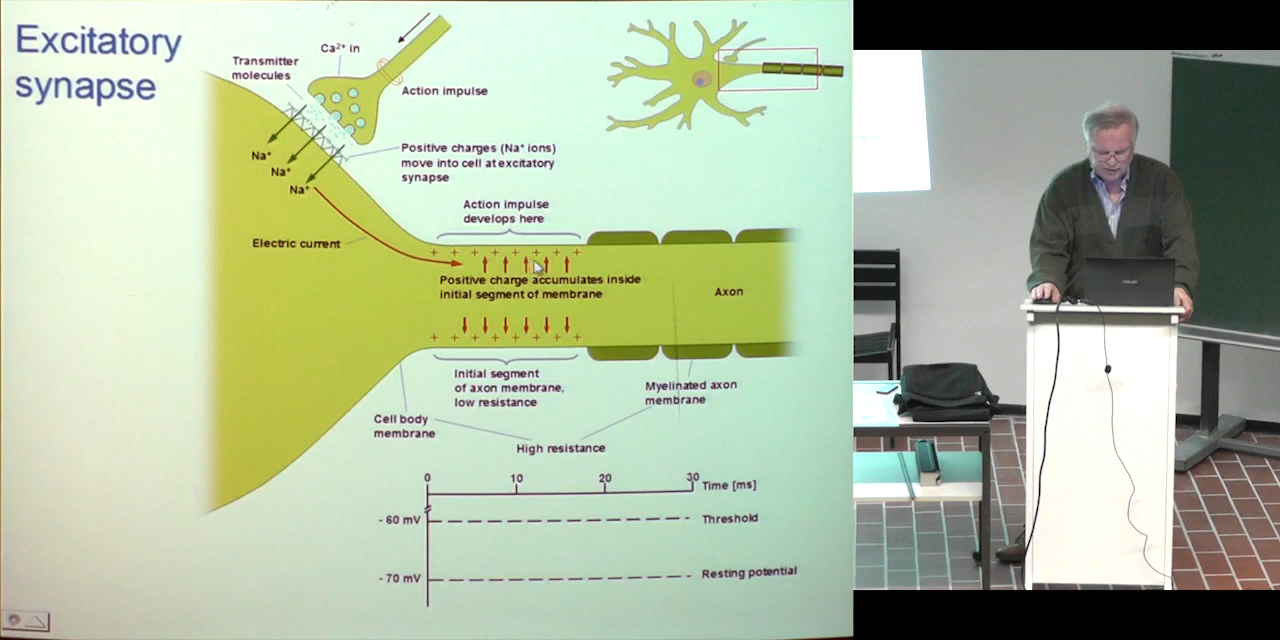 Excitatory
synapse
Ca²⁺ in
Transmitter
molecules
Action impulse
Positive charges (Na⁺ ions)
move into cell at excitatory
synapse
Na⁺
Na⁺
Na⁺
Action impulse
develops here
Electric current
Positive charge accumulates inside
initial segment of membrane
Axon
Initial segment
of axon membrane,
low resistance
Myelinated axon
membrane
Cell body
membrane
High resistance
0 10 20 30 Time [ms]
- 60 mV Threshold
- 70 mV Resting potential
ASUS